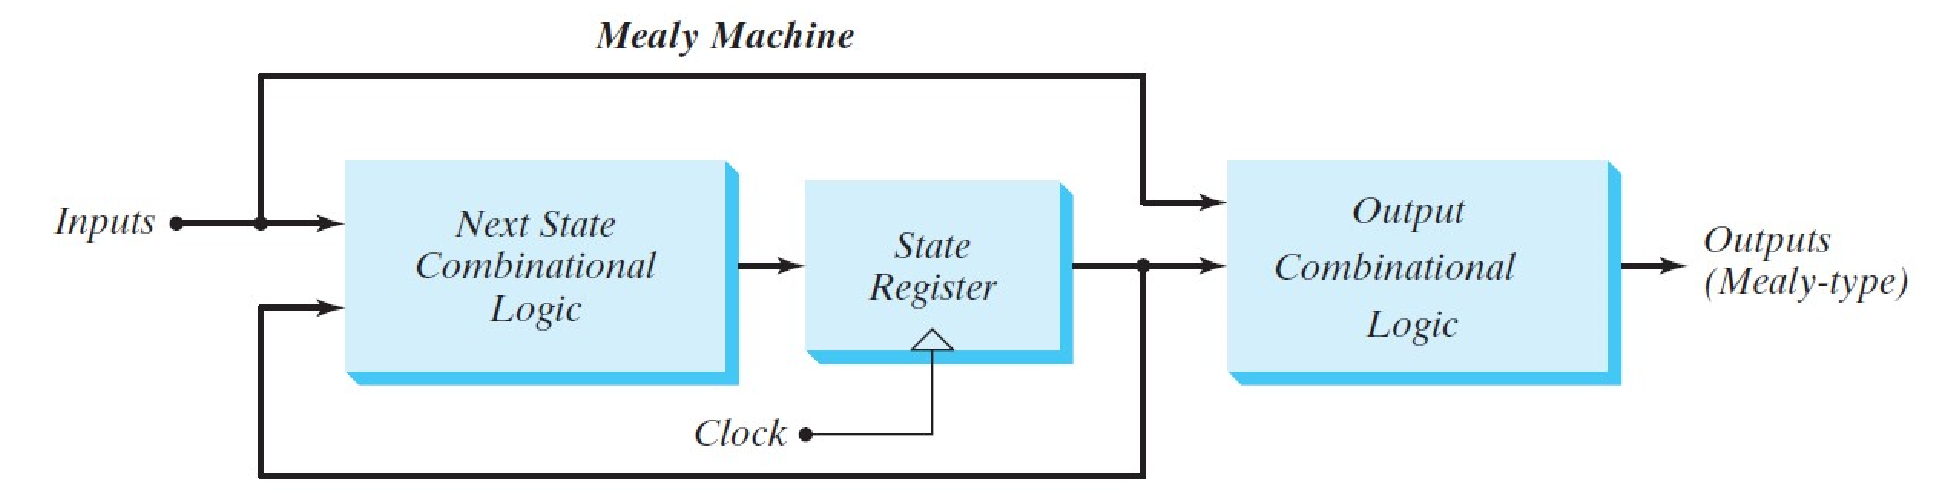 Mealy Machine
Inputs
Next State
Combinational
Logic
State
Register
Clock
Output
Combinational
Logic
Outputs
(Mealy-type)